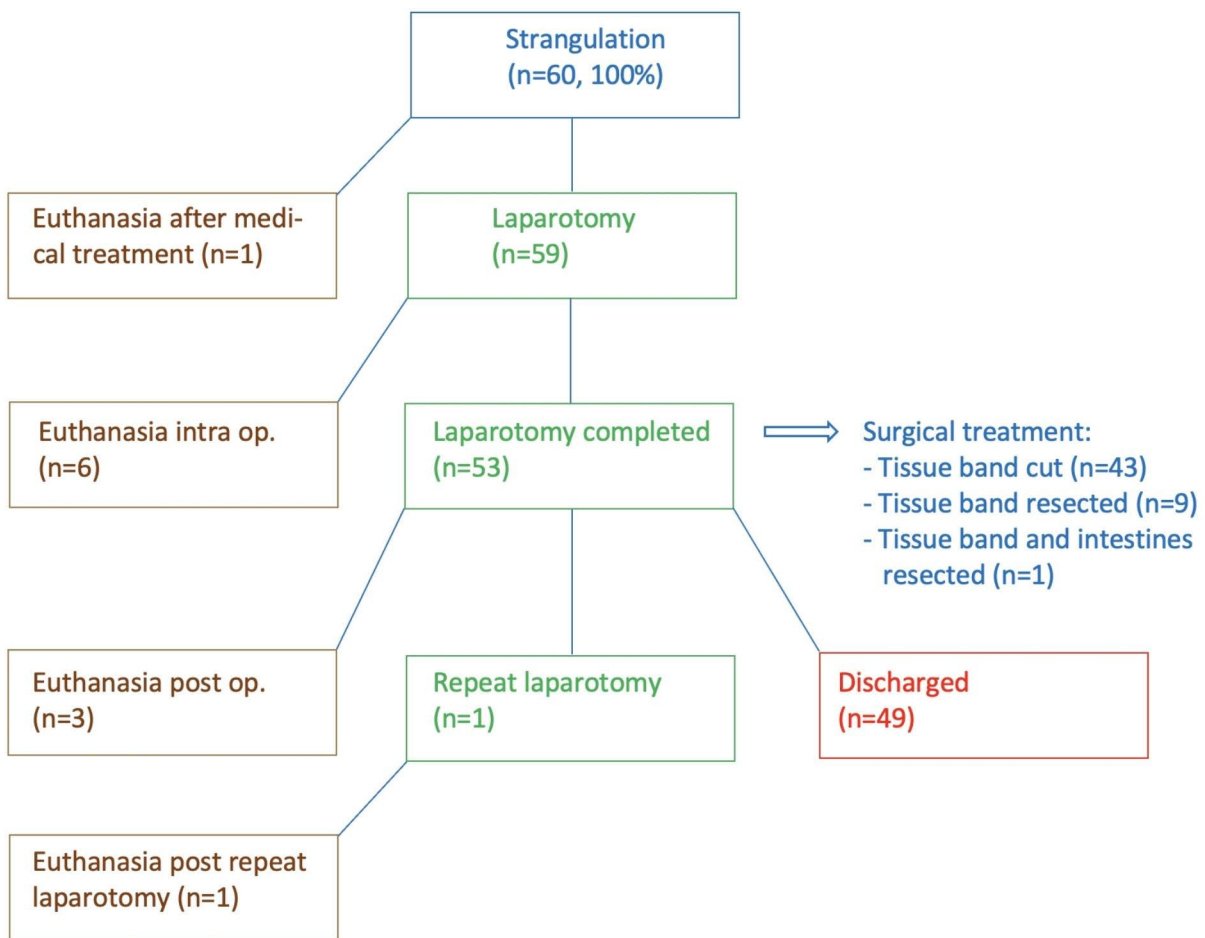 Strangulation
(n=60, 100%)
Euthanasia after medi-
cal treatment (n=1)
Laparotomy
(n=59)
Euthanasia intra op.
(n=6)
Laparotomy completed
(n=53)
Surgical treatment:
- Tissue band cut (n=43)
- Tissue band resected (n=9)
- Tissue band and intestines
resected (n=1)
Euthanasia post op.
(n=3)
Repeat laparotomy
(n=1)
Discharged
(n=49)
Euthanasia post repeat
laparotomy (n=1)